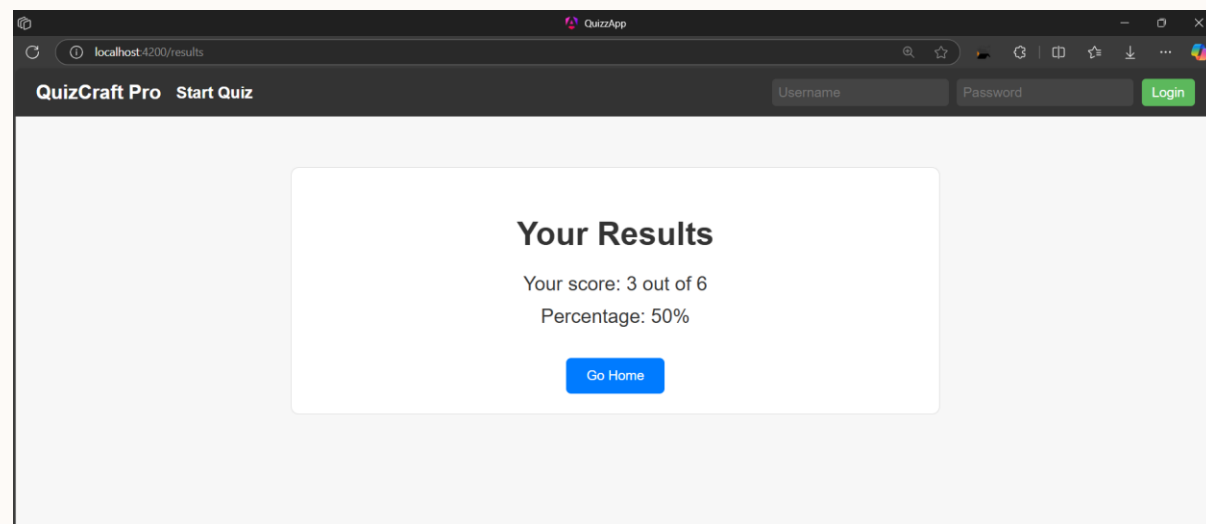 QuizzApp
localhost:4200/results
QuizCraft Pro Start Quiz Username Password Login
Your Results
Your score: 3 out of 6
Percentage: 50%
Go Home